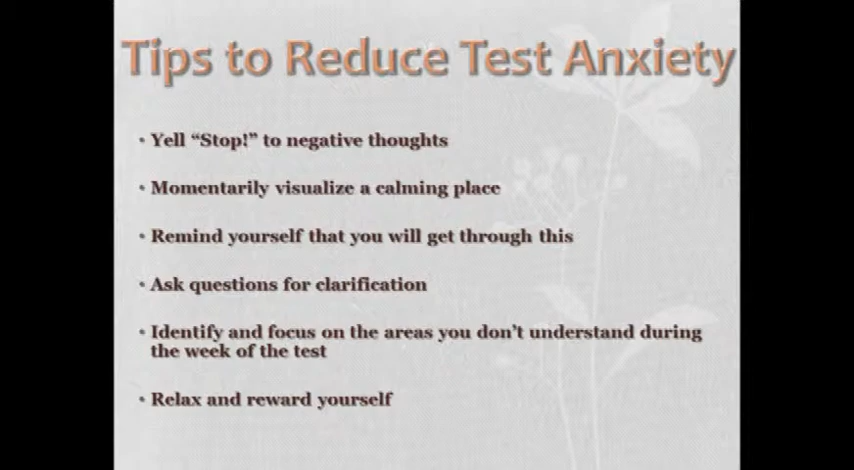 Tips to Reduce Test Anxiety
• Yell “Stop!” to negative thoughts
• Momentarily visualize a calming place
• Remind yourself that you will get through this
• Ask questions for clarification
• Identify and focus on the areas you don’t understand during
the week of the test
• Relax and reward yourself